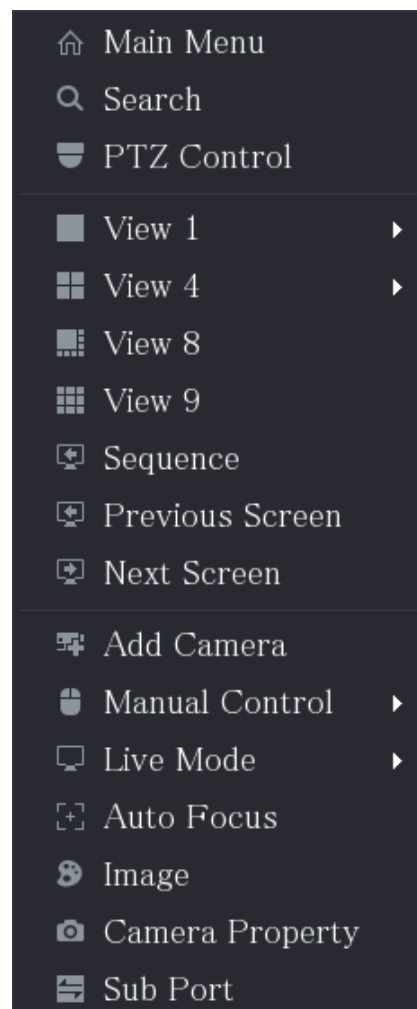 Main Menu
Search
PTZ Control
View 1
View 4
View 8
View 9
Sequence
Previous Screen
Next Screen
Add Camera
Manual Control
Live Mode
Auto Focus
Image
Camera Property
Sub Port